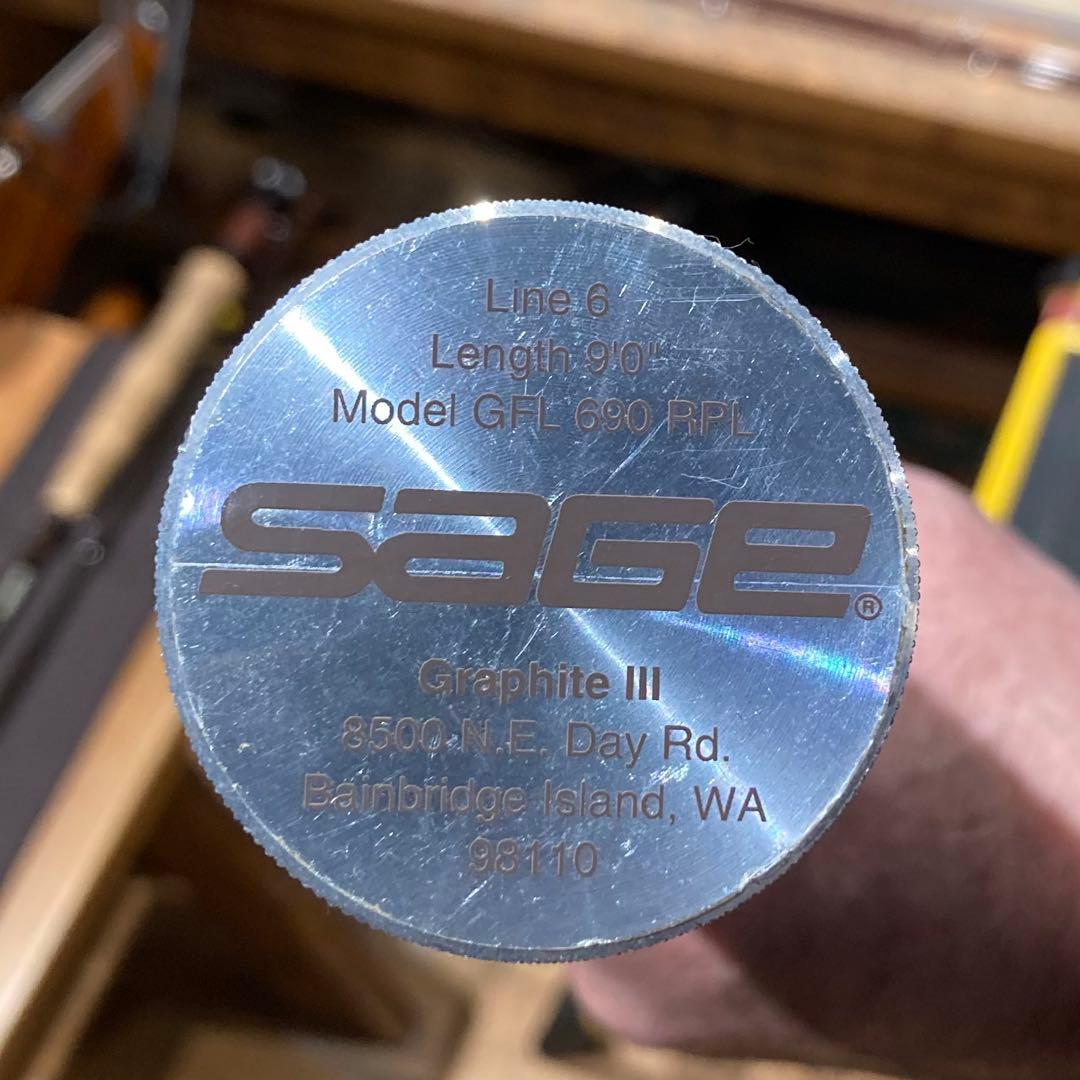 Line 6
Length 9'0"
Model GFL 690 RPL
SAGE®
Graphite III
8500 N.E. Day Rd.
Bainbridge Island, WA
98110